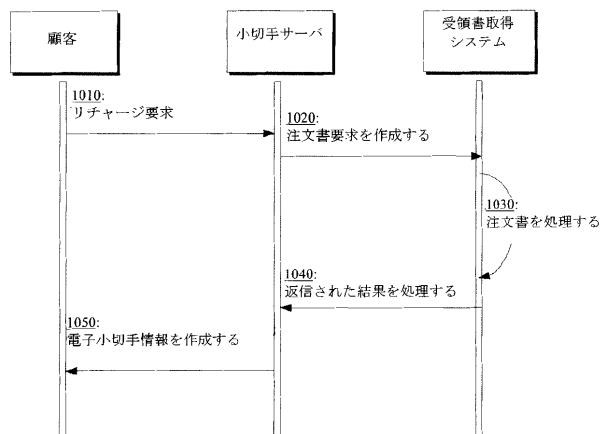 顧客
小切手サーバ
受領書取得
システム
1010:
リチャージ要求
1020:
注文書要求を作成する
1030:
注文書を処理する
1040:
返信された結果を処理する
1050:
電子小切手情報を作成する